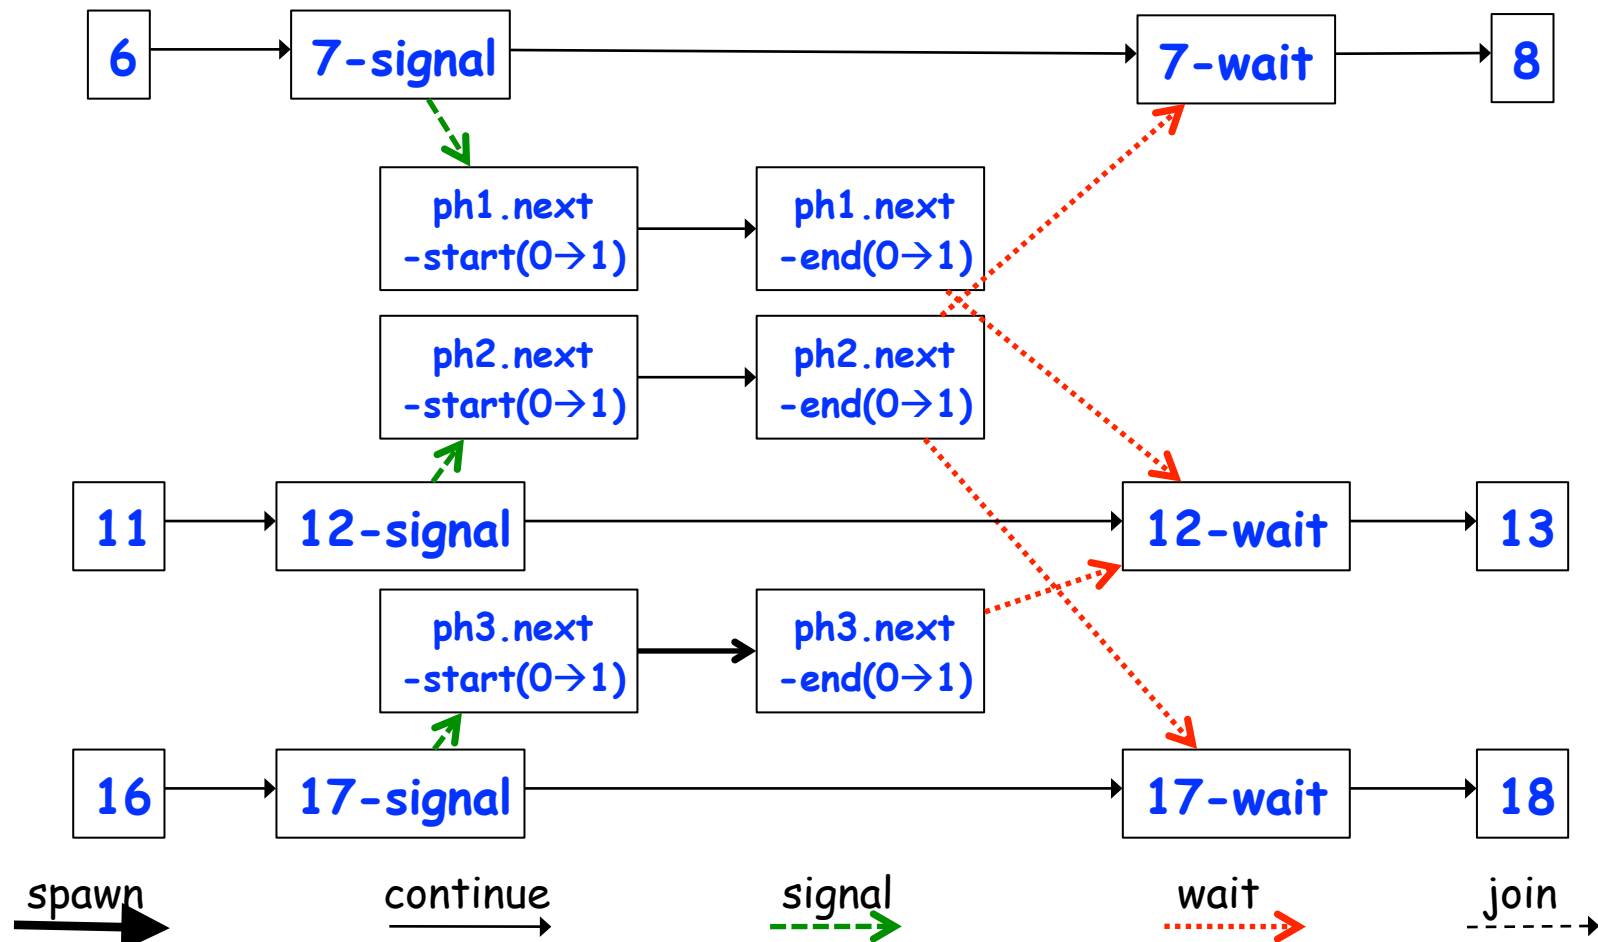 6
7-signal
7-wait
8
ph1.next
-start(0→1)
ph1.next
-end(0→1)
ph2.next
-start(0→1)
ph2.next
-end(0→1)
11
12-signal
12-wait
13
ph3.next
-start(0→1)
ph3.next
-end(0→1)
16
17-signal
17-wait
18
spawn
continue
signal
wait
join